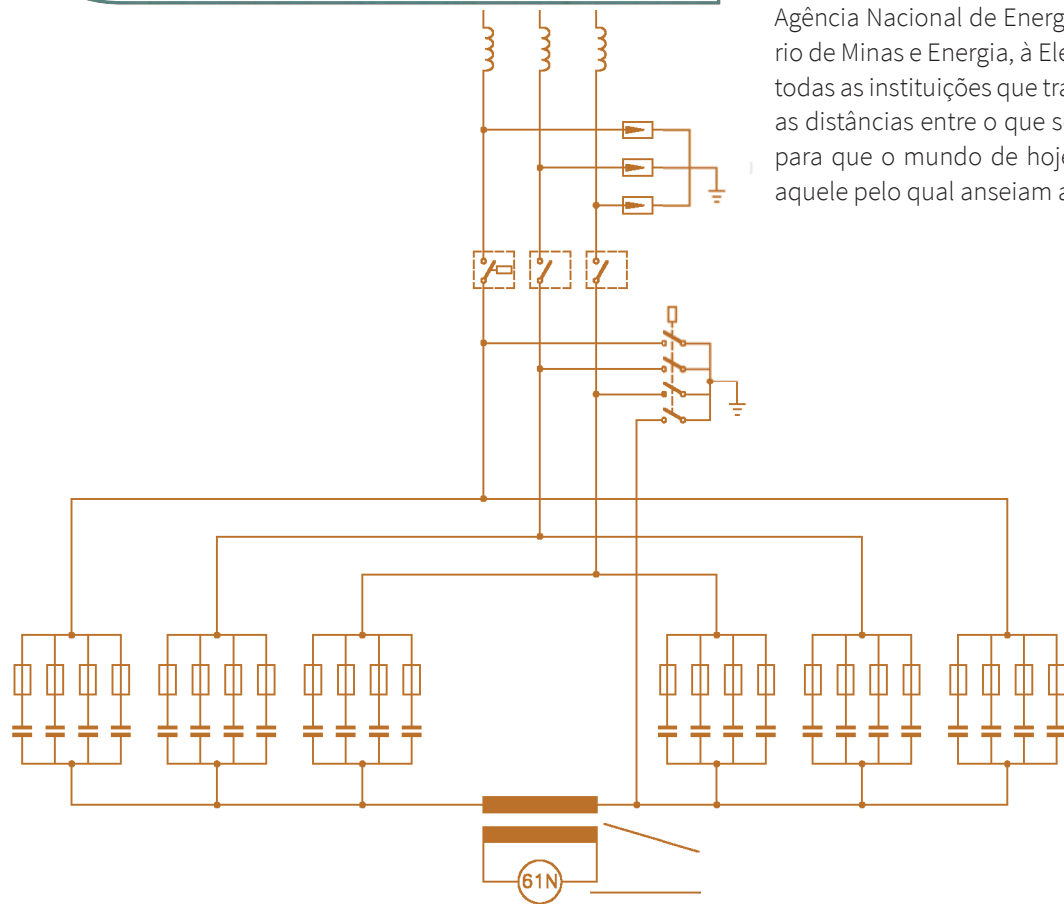 Agência Nacional de Energ
rio de Minas e Energia, à Ele
todas as instituições que tra
as distâncias entre o que s
para que o mundo de hoje
aquele pelo qual anseiam a
61N